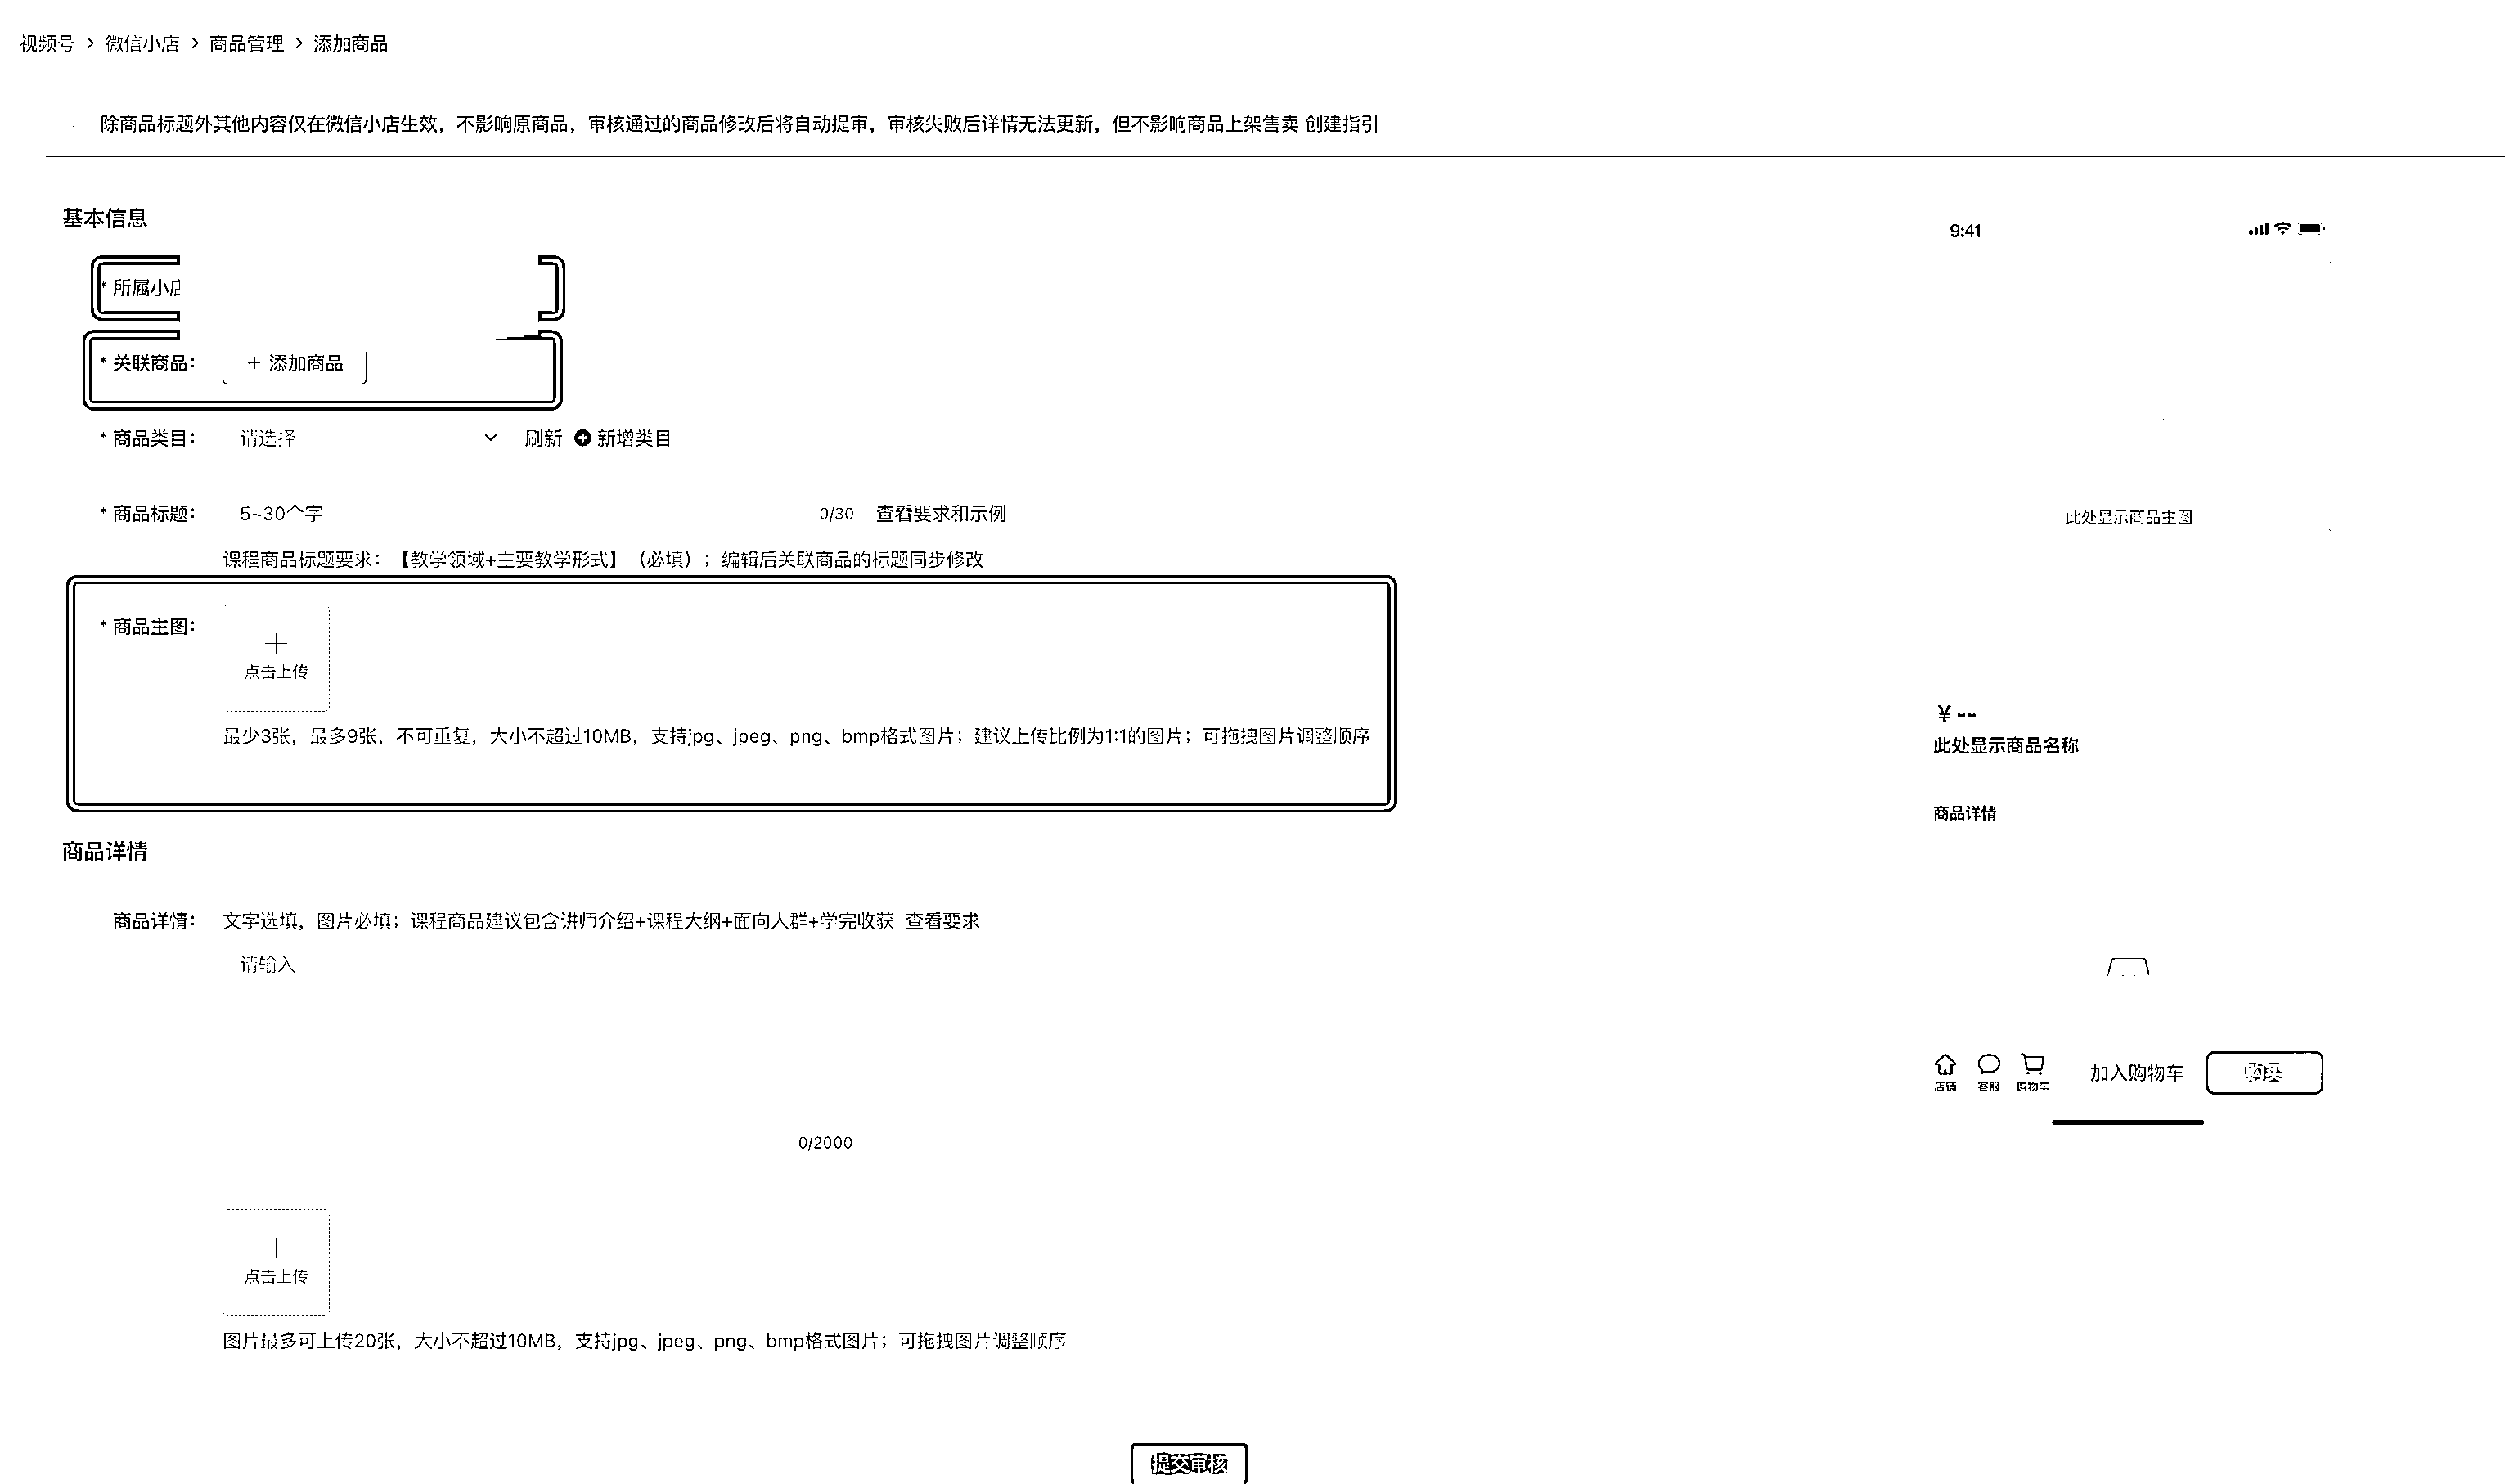 视频号 > 微信小店 > 商品管理 > 添加商品
除商品标题外其他内容仅在微信小店生效，不影响原商品，审核通过的商品修改后将自动提审，审核失败后详情无法更新，但不影响商品上架售卖 创建指引
基本信息
* 所属小店
* 关联商品：
+ 添加商品
* 商品类目： 请选择 刷新 新增类目
* 商品标题： 5~30个字 0/30 查看要求和示例
课程商品标题要求：【教学领域+主要教学形式】（必填）；编辑后关联商品的标题同步修改
* 商品主图：
点击上传
最少3张，最多9张，不可重复，大小不超过10MB，支持jpg、jpeg、png、bmp格式图片；建议上传比例为1:1的图片；可拖拽图片调整顺序
商品详情
商品详情： 文字选填，图片必填；课程商品建议包含讲师介绍+课程大纲+面向人群+学完收获 查看要求
请输入
0/2000
点击上传
图片最多可上传20张，大小不超过10MB，支持jpg、jpeg、png、bmp格式图片；可拖拽图片调整顺序
提交审核
9:41
此处显示商品主图
¥ --
此处显示商品名称
商品详情
店铺 客服 购物车 加入购物车 购买